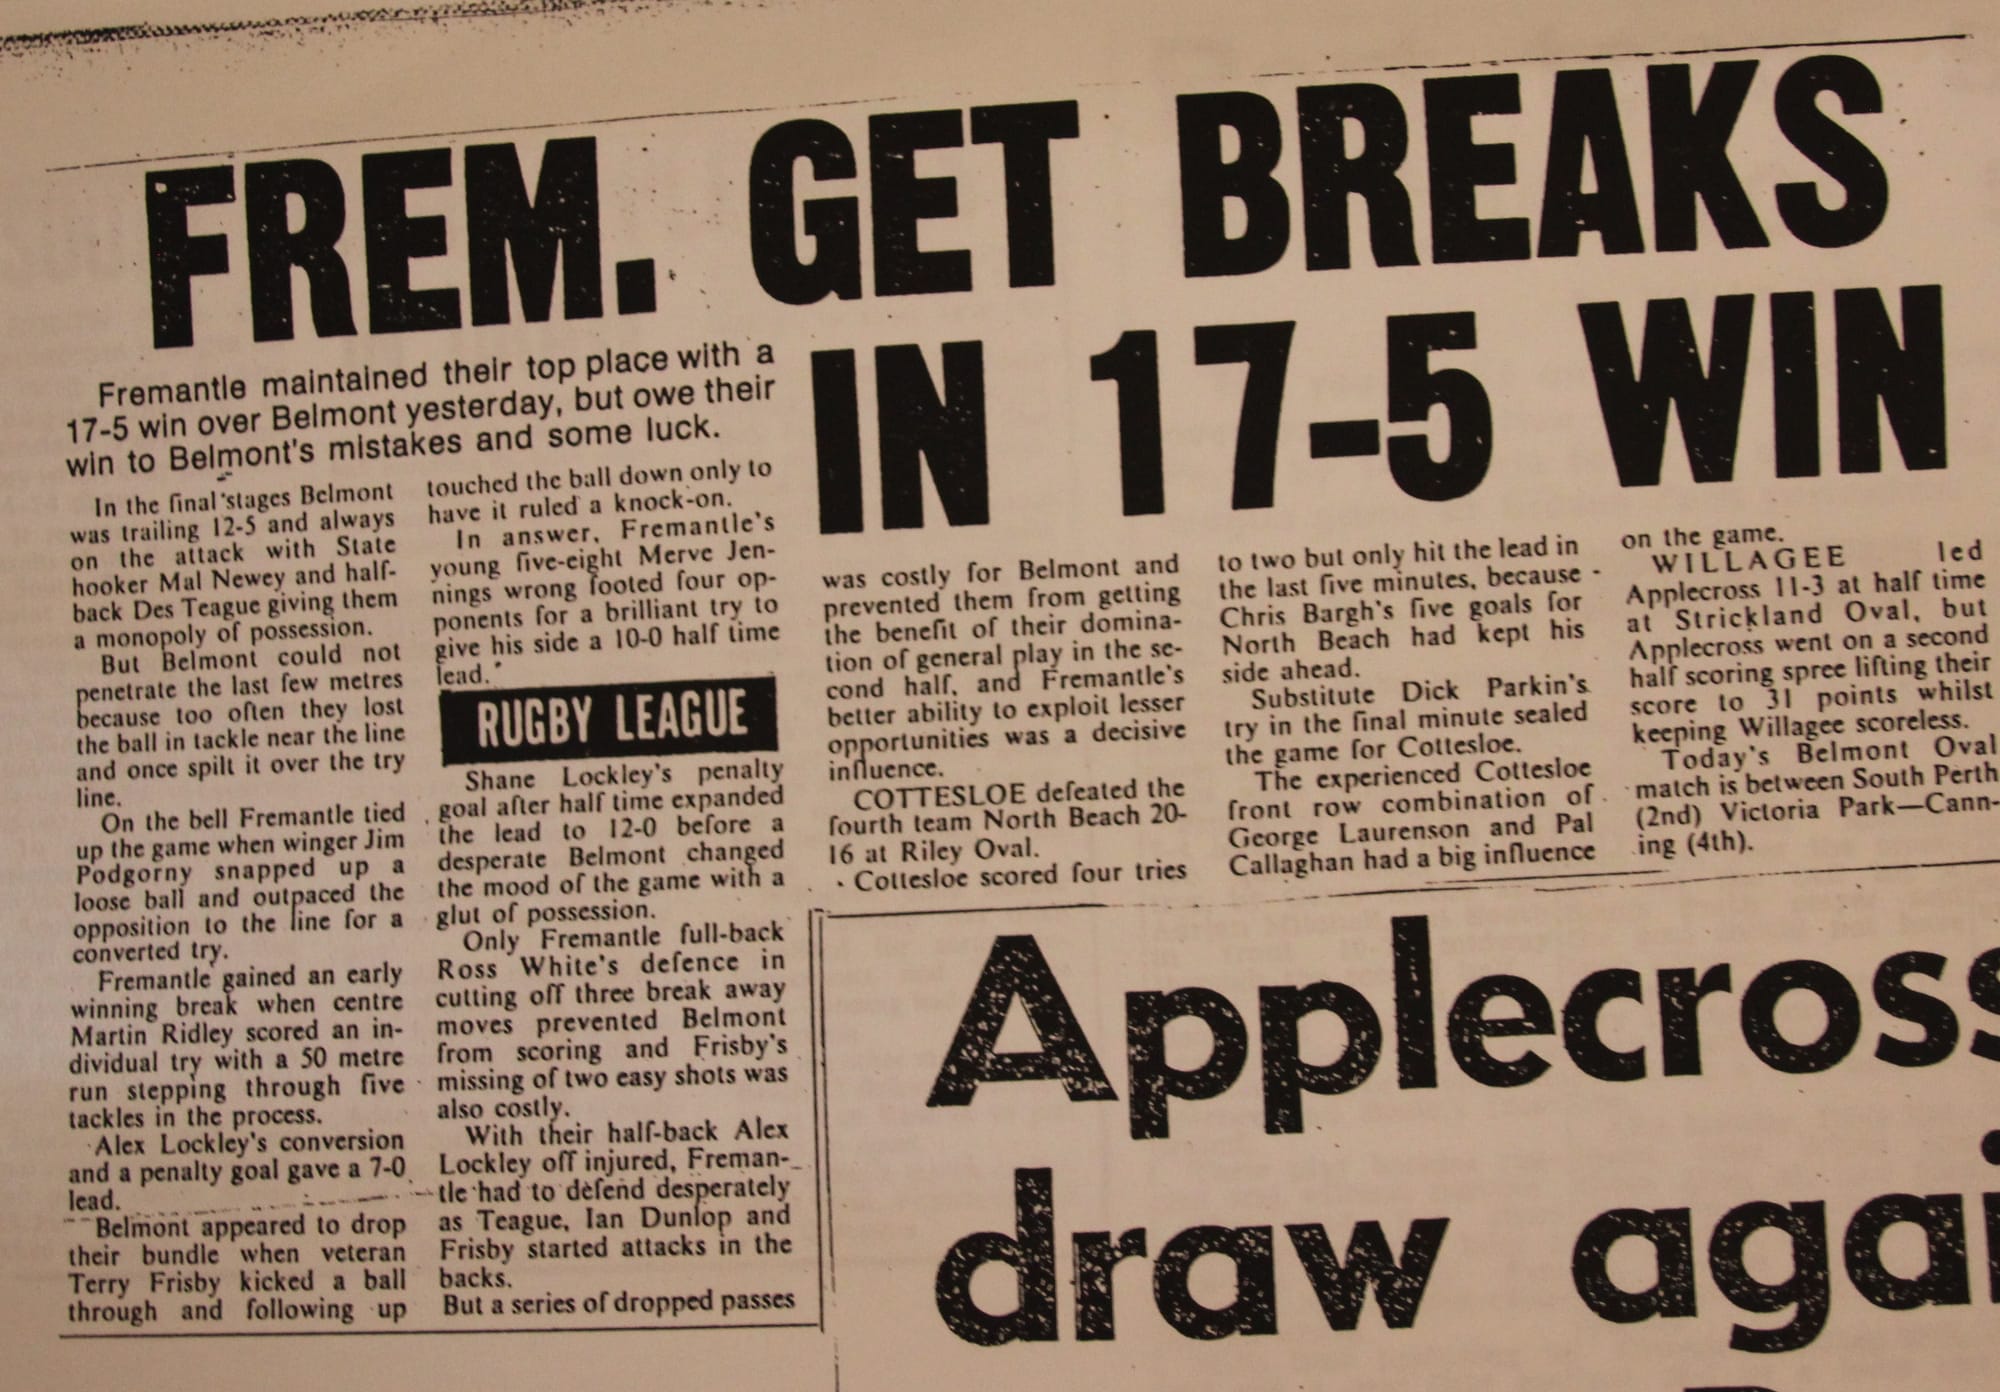 FREM. GET BREAKS
IN 17-5 WIN
Fremantle maintained their top place with a
17-5 win over Belmont yesterday, but owe their
win to Belmont's mistakes and some luck.
In the final stages Belmont
was trailing 12-5 and always
on the attack with State
hooker Mal Newey and half-
back Des Teague giving them
a monopoly of possession.
But Belmont could not
penetrate the last few metres
because too often they lost
the ball in tackle near the line
and once spilt it over the try
line.
On the bell Fremantle tied
up the game when winger Jim
Podgorny snapped up a
loose ball and outpaced the
opposition to the line for a
converted try.
Fremantle gained an early
winning break when centre
Martin Ridley scored an in-
dividual try with a 50 metre
run stepping through five
tackles in the process.
Alex Lockley's conversion
and a penalty goal gave a 7-0
lead.
Belmont appeared to drop
their bundle when veteran
Terry Frisby kicked a ball
through and following up
touched the ball down only to
have it ruled a knock-on.
In answer, Fremantle's
young five-eight Merve Jen-
nings wrong footed four op-
ponents for a brilliant try to
give his side a 10-0 half time
lead.
RUGBY LEAGUE
Shane Lockley's penalty
goal after half time expanded
the lead to 12-0 before a
desperate Belmont changed
the mood of the game with a
glut of possession.
Only Fremantle full-back
Ross White's defence in
cutting off three break away
moves prevented Belmont
from scoring and Frisby's
missing of two easy shots was
also costly.
With their half-back Alex
Lockley off injured, Freman-
tle had to defend desperately
as Teague, Ian Dunlop and
Frisby started attacks in the
backs.
But a series of dropped passes
was costly for Belmont and
prevented them from getting
the benefit of their domina-
tion of general play in the se-
cond half, and Fremantle's
better ability to exploit lesser
opportunities was a decisive
influence.
COTTESLOE defeated the
fourth team North Beach 20-
16 at Riley Oval.
Cottesloe scored four tries
to two but only hit the lead in
the last five minutes, because
Chris Bargh's five goals for
North Beach had kept his
side ahead.
Substitute Dick Parkin's
try in the final minute sealed
the game for Cottesloe.
The experienced Cottesloe
front row combination of
George Laurenson and Pal
Callaghan had a big influence
on the game.
WILLAGEE led
Applecross 11-3 at half time
at Strickland Oval, but
Applecross went on a second
half scoring spree lifting their
score to 31 points whilst
keeping Willagee scoreless.
Today's Belmont Oval
match is between South Perth
(2nd) Victoria Park—Cann-
ing (4th).
Applecross
draw agai